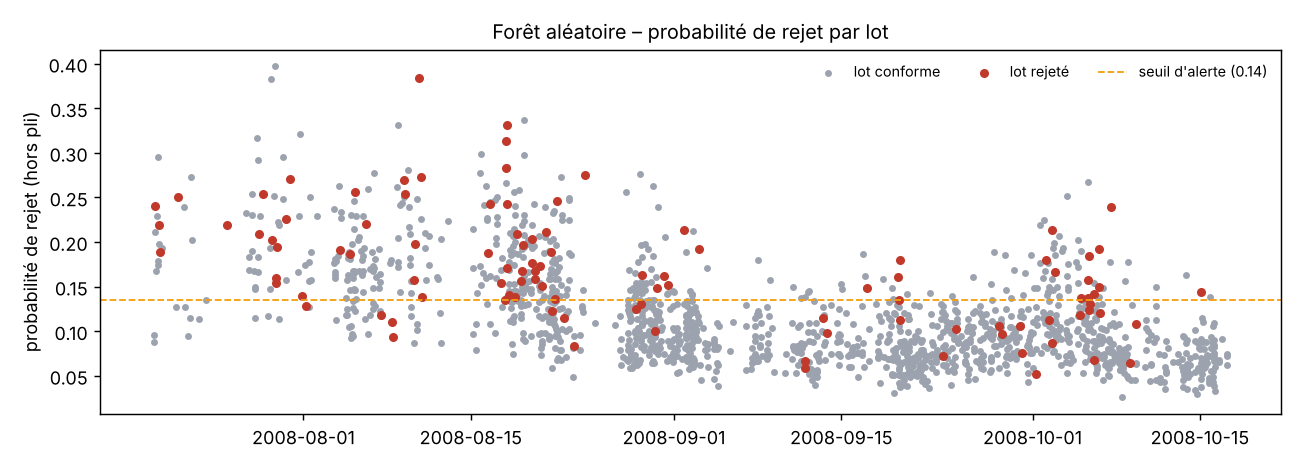 Forêt aléatoire – probabilité de rejet par lot
lot conforme
lot rejeté
seuil d'alerte (0.14)
probabilité de rejet (hors pli)
0.40
0.35
0.30
0.25
0.20
0.15
0.10
0.05
2008-08-01
2008-08-15
2008-09-01
2008-09-15
2008-10-01
2008-10-15